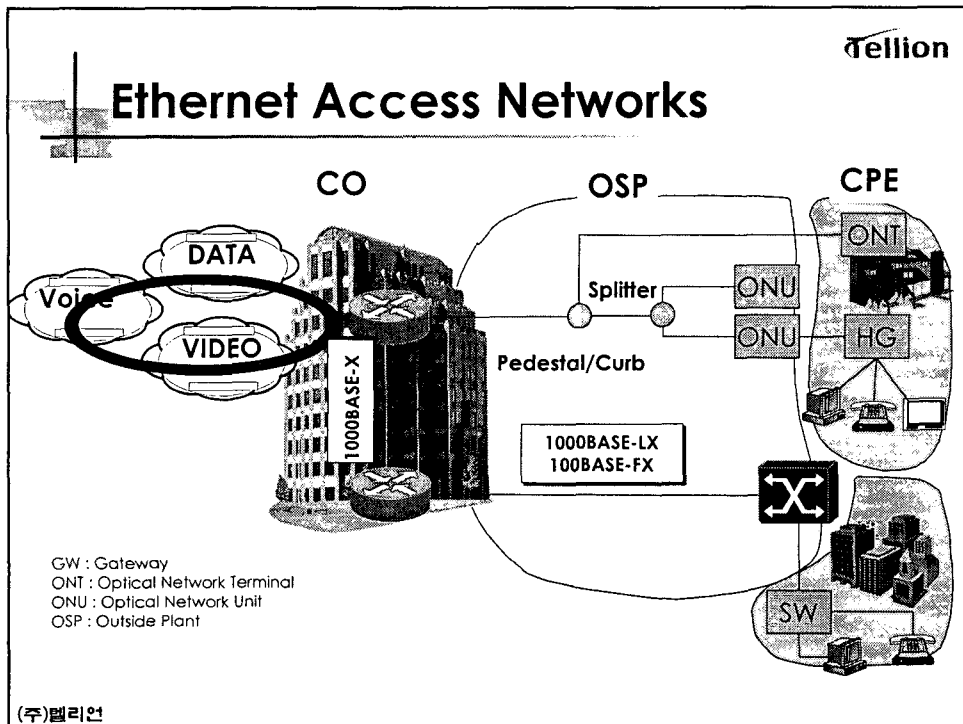 Tellion
Ethernet Access Networks
CO
OSP
CPE
DATA
Voice
VIDEO
1000BASE-X
Splitter
Pedestal/Curb
ONU
ONU
ONT
HG
1000BASE-LX
100BASE-FX
SW
GW : Gateway
ONT : Optical Network Terminal
ONU : Optical Network Unit
OSP : Outside Plant
(주)텔리언